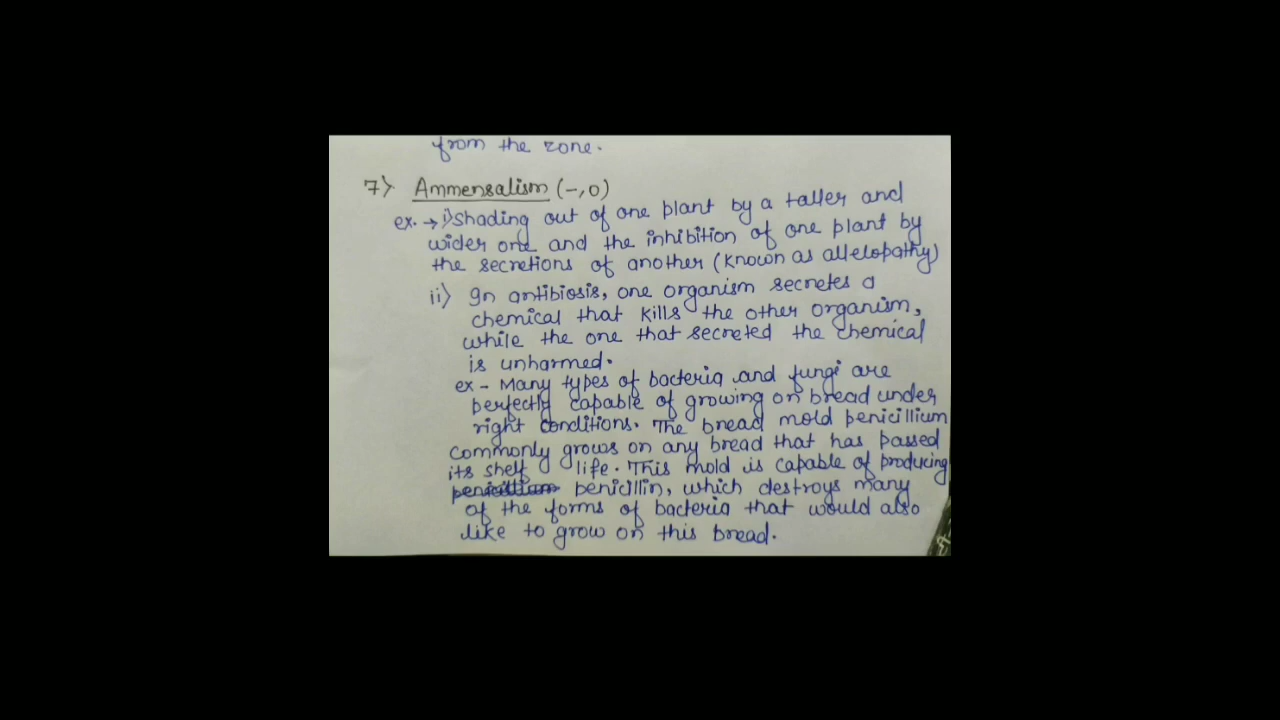 from the zone.
7) Ammensalism (-,0)
ex. → i) Shading out of one plant by a taller and
wider one and the inhibition of one plant by
the secretions of another (known as allelopathy)
ii) In antibiosis, one organism secretes a
chemical that kills the other organism,
while the one that secreted the chemical
is unharmed.
ex - Many types of bacteria and fungi are
perfectly capable of growing on bread under
right conditions. The bread mold penicillium
commonly grows on any bread that has passed
its shelf life. This mold is capable of producing
penicillium penicillin, which destroys many
of the forms of bacteria that would also
like to grow on this bread.